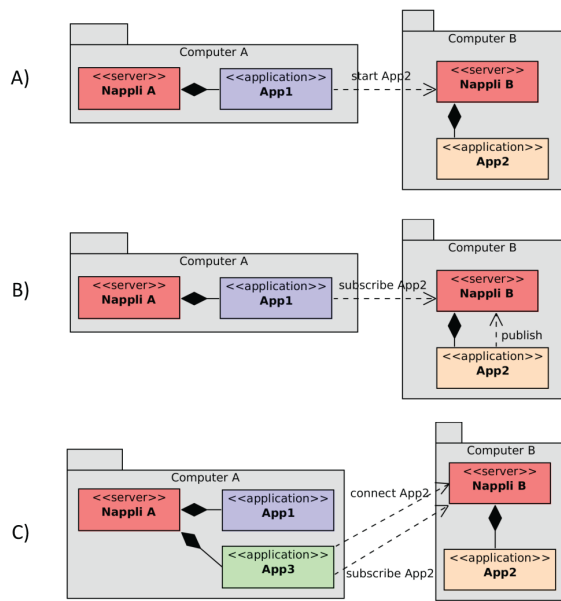 A)
Computer A
<<server>>
Nappli A
<<application>>
App1
start App2
Computer B
<<server>>
Nappli B
<<application>>
App2
B)
Computer A
<<server>>
Nappli A
<<application>>
App1
subscribe App2
Computer B
<<server>>
Nappli B
publish
<<application>>
App2
C)
Computer A
<<server>>
Nappli A
<<application>>
App1
<<application>>
App3
connect App2
subscribe App2
Computer B
<<server>>
Nappli B
<<application>>
App2